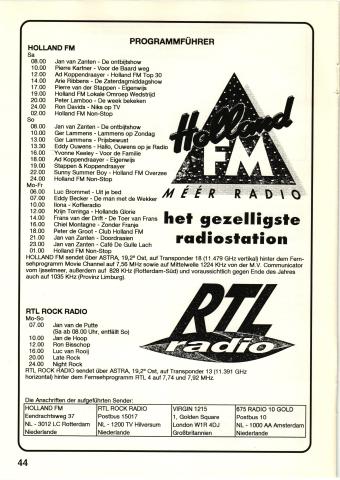 PROGRAMMFÜHRER
HOLLAND FM
Sa
08.00 Jan van Zanten - De ontbijtshow
10.00 Pierre Kartner - Voor de Baard weg
12.00 Ad Koppendraayer - Holland FM Top 30
14.00 Arie Ribbens - De Zaterdagmiddagshow
17.00 Pierre van der Stappen - Eigenwijs
19.00 Holland FM Lokale Omroep Wedstrijd
20.00 Peter Lamboo - De week bekeken
24.00 Ron Davids - Niks op TV
02.00 Holland FM Non-Stop
So
08.00 Jan van Zanten - De ontbijtshow
10.00 Ger Lammers - Lammens op Zondag
13.00 Ger Lammers - Prijsbewust
13.30 Eddy Ouwens - Hallo, Ouwens op je Radio
16.00 Yvonne Keeley - Voor de Familie
18.00 Ad Koppendraayer - Eigenwijs
19.00 Stappen & Koppendraayer
22.00 Sunny Summer Boy - Holland FM Overzee
24.00 Holland FM Non-Stop
Mo-Fr
06.00 Luc Brommet - Uit je bed
07.00 Eddy Becker - De man met de Wekker
10.00 Ilona - Koffieradio
12.00 Krijn Torringa - Hollands Glorie
14.00 Frans van der Drift - De Toer van Frans
16.00 Chiel Montagne - Zonder Franje
18.00 Peter de Groot - Club Holland FM
21.00 Jan van Zanten - Doordraaien
23.00 Jan van Zanten - Café De Gulle Lach
01.00 Holland FM Non-Stop
Holland
FM
MÉÉR RADIO
het gezelligste
radiostation
HOLLAND FM sendet über ASTRA, 19,2° Ost, auf Transponder 18 (11.479 GHz vertikal) hinter dem Fern-
sehprogramm Movie Channel auf 7,56 MHz sowie auf Mittelwelle 1224 KHz von der M.V. Communicator
vom Ijsselmeer, außerdem auf 828 KHz (Rotterdam-Süd) und voraussichtlich gegen Ende des Jahres
auch auf 1035 KHz (Provinz Limburg).
RTL ROCK RADIO
Mo-So
07.00 Jan van de Putte
(Sa ab 08.00 Uhr, entfällt So)
10.00 Jan de Hoop
12.00 Ron Bisschop
16.00 Luc van Rooij
20.00 Late Rock
24.00 Night Rock
RTL
radio
RTL ROCK RADIO sendet über ASTRA, 19,2° Ost, auf Transponder 13 (11.391 GHz
horizontal) hinter dem Fernsehprogramm RTL 4 auf 7,74 und 7,92 MHz.
Die Anschriften der aufgeführten Sender:
HOLLAND FM
Eendrachtsweg 37
NL - 3012 LC Rotterdam
Niederlande
RTL ROCK RADIO
Postbus 15017
NL - 1200 TV Hilversum
Niederlande
VIRGIN 1215
1, Golden Square
London W1R 4DJ
Großbritannien
675 RADIO 10 GOLD
Postbus 10
NL - 1000 AA Amsterdam
Niederlande
44